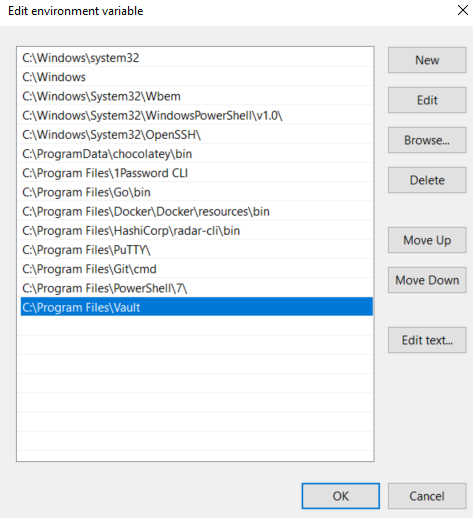 Edit environment variable
C:\Windows\system32
C:\Windows
C:\Windows\System32\Wbem
C:\Windows\System32\WindowsPowerShell\v1.0\
C:\Windows\System32\OpenSSH\
C:\ProgramData\chocolatey\bin
C:\Program Files\1Password CLI
C:\Program Files\Go\bin
C:\Program Files\Docker\Docker\resources\bin
C:\Program Files\HashiCorp\radar-cli\bin
C:\Program Files\PuTTY\
C:\Program Files\Git\cmd
C:\Program Files\PowerShell\7\
C:\Program Files\Vault
New
Edit
Browse...
Delete
Move Up
Move Down
Edit text...
OK
Cancel